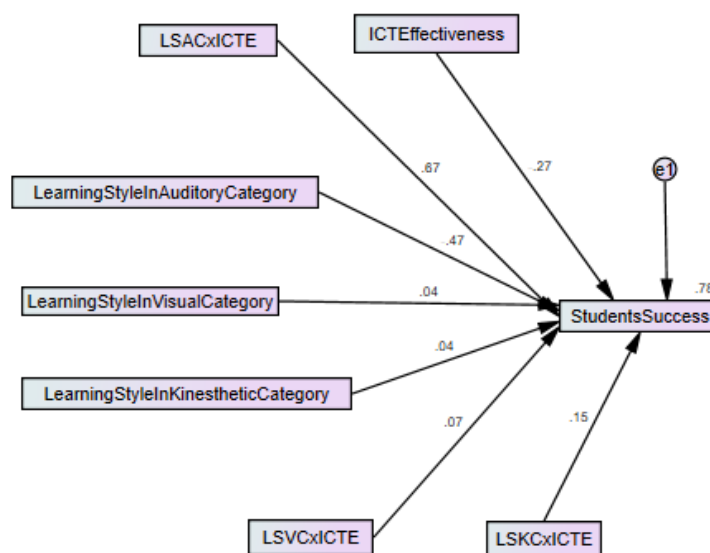 ICTEffectiveness
LSACxICTE
.67
.27
e1
LearningStyleInAuditoryCategory
-.47
.78
LearningStyleInVisualCategory
.04
StudentsSuccess
.04
LearningStyleInKinestheticCategory
.07
.15
LSVCxICTE
LSKCxICTE